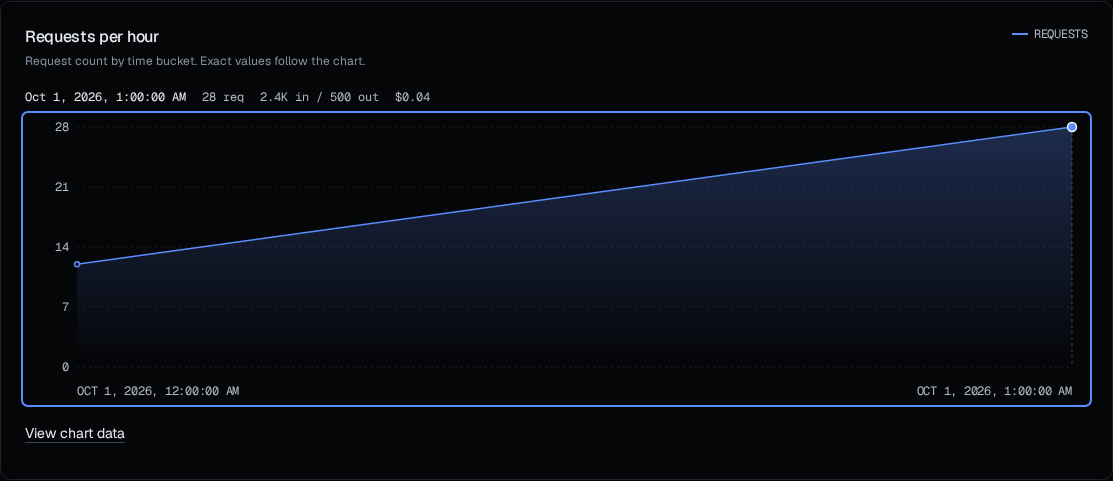 Requests per hour
REQUESTS
Request count by time bucket. Exact values follow the chart.
Oct 1, 2026, 1:00:00 AM 28 req 2.4K in / 500 out $0.04
28
21
14
7
0
OCT 1, 2026, 12:00:00 AM
OCT 1, 2026, 1:00:00 AM
View chart data